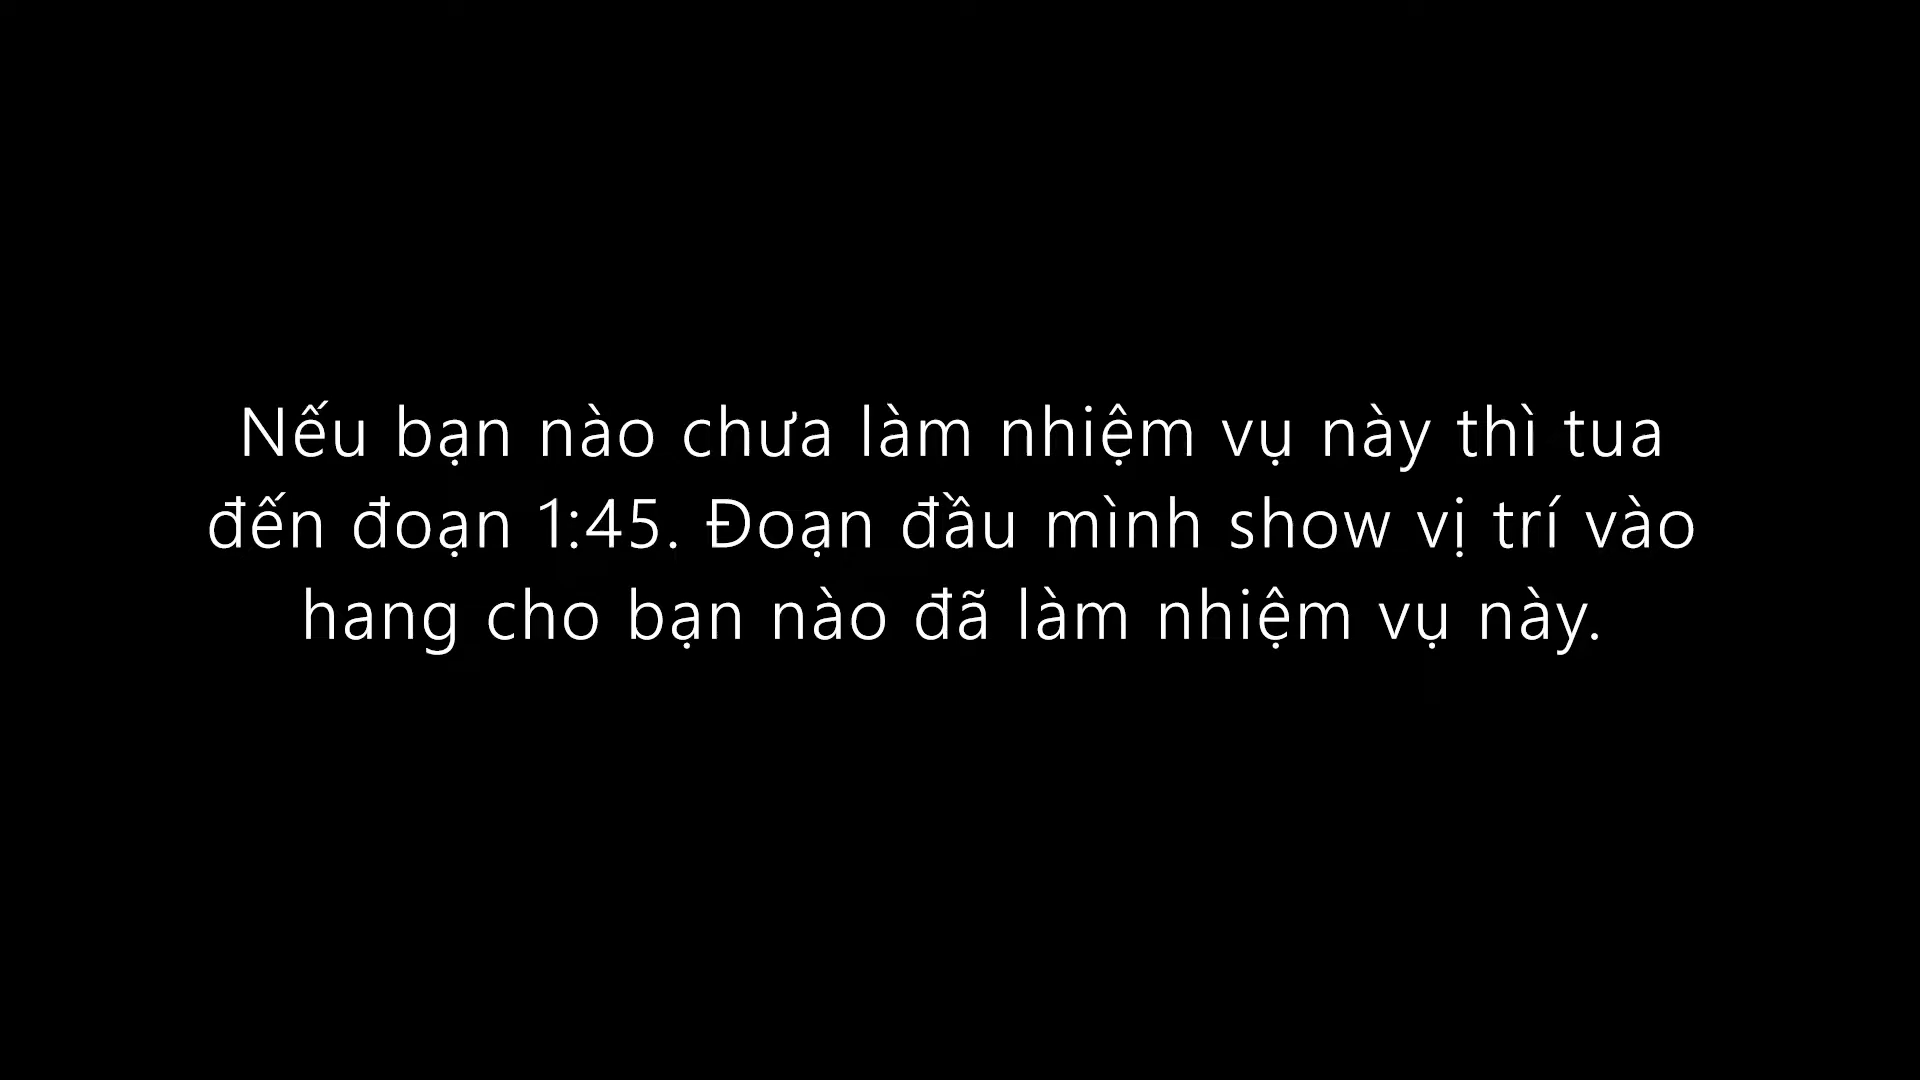 Nếu bạn nào chưa làm nhiệm vụ này thì tua
đến đoạn 1:45. Đoạn đầu mình show vị trí vào
hang cho bạn nào đã làm nhiệm vụ này.